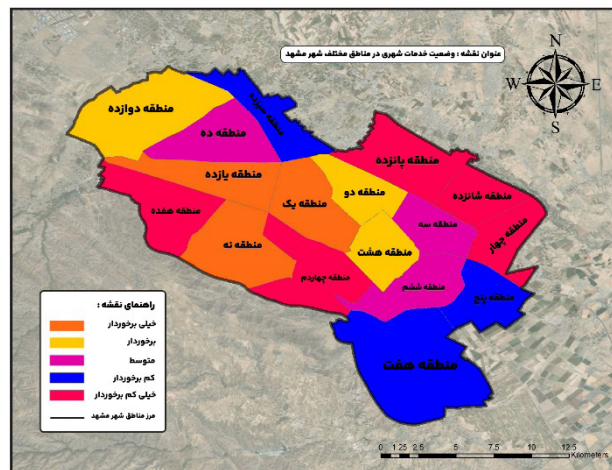 عنوان نقشه : وضعیت خدمات شهری در مناطق مختلف شهر مشهد
N
W E
S
منطقه دوازده
منطقه سیزده
منطقه ده
منطقه پانزده
منطقه یازده
منطقه دو
منطقه شانزده
منطقه هفده
منطقه یک
منطقه سه
منطقه چهار
منطقه نه
منطقه هشت
منطقه چهاردم
منطقه ششم
منطقه پنج
منطقه هفت
راهنمای نقشه :
خیلی برخوردار
برخوردار
متوسط
کم برخوردار
خیلی کم برخوردار
مرز مناطق شهر مشهد
0 1.25 2.5 5 7.5 10 12.5
Kilometers